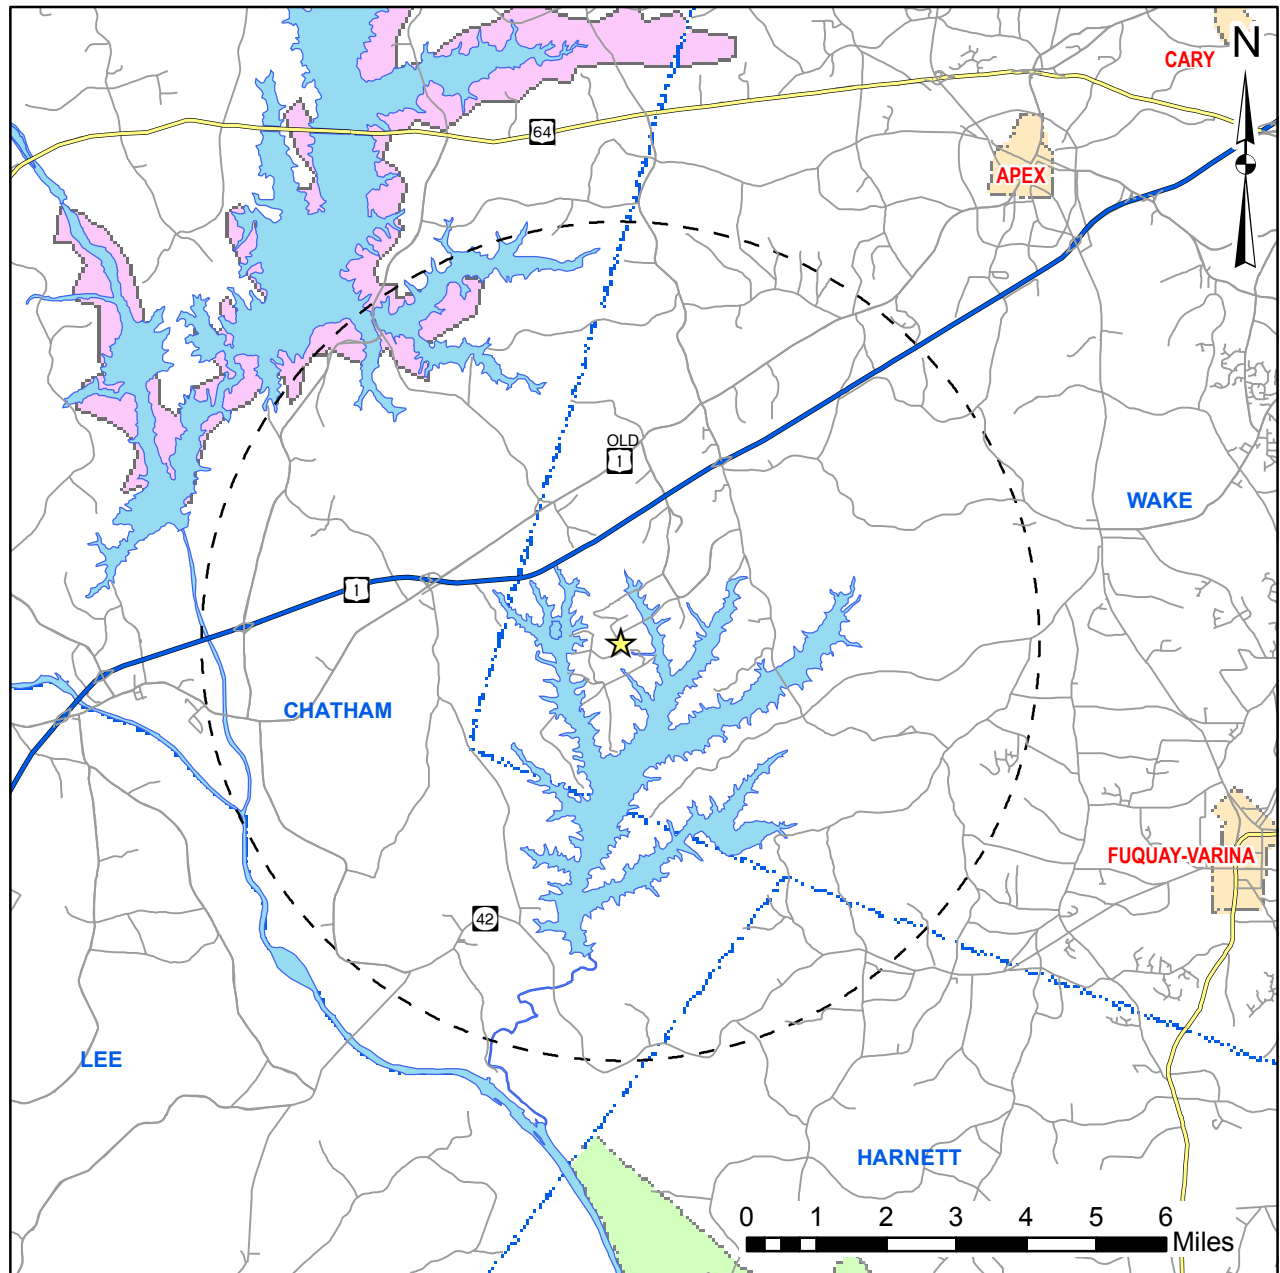 N
CARY
64
APEX
OLD
1
WAKE
1
CHATHAM
FUQUAY-VARINA
42
LEE
HARNETT
0 1 2 3 4 5 6
Miles